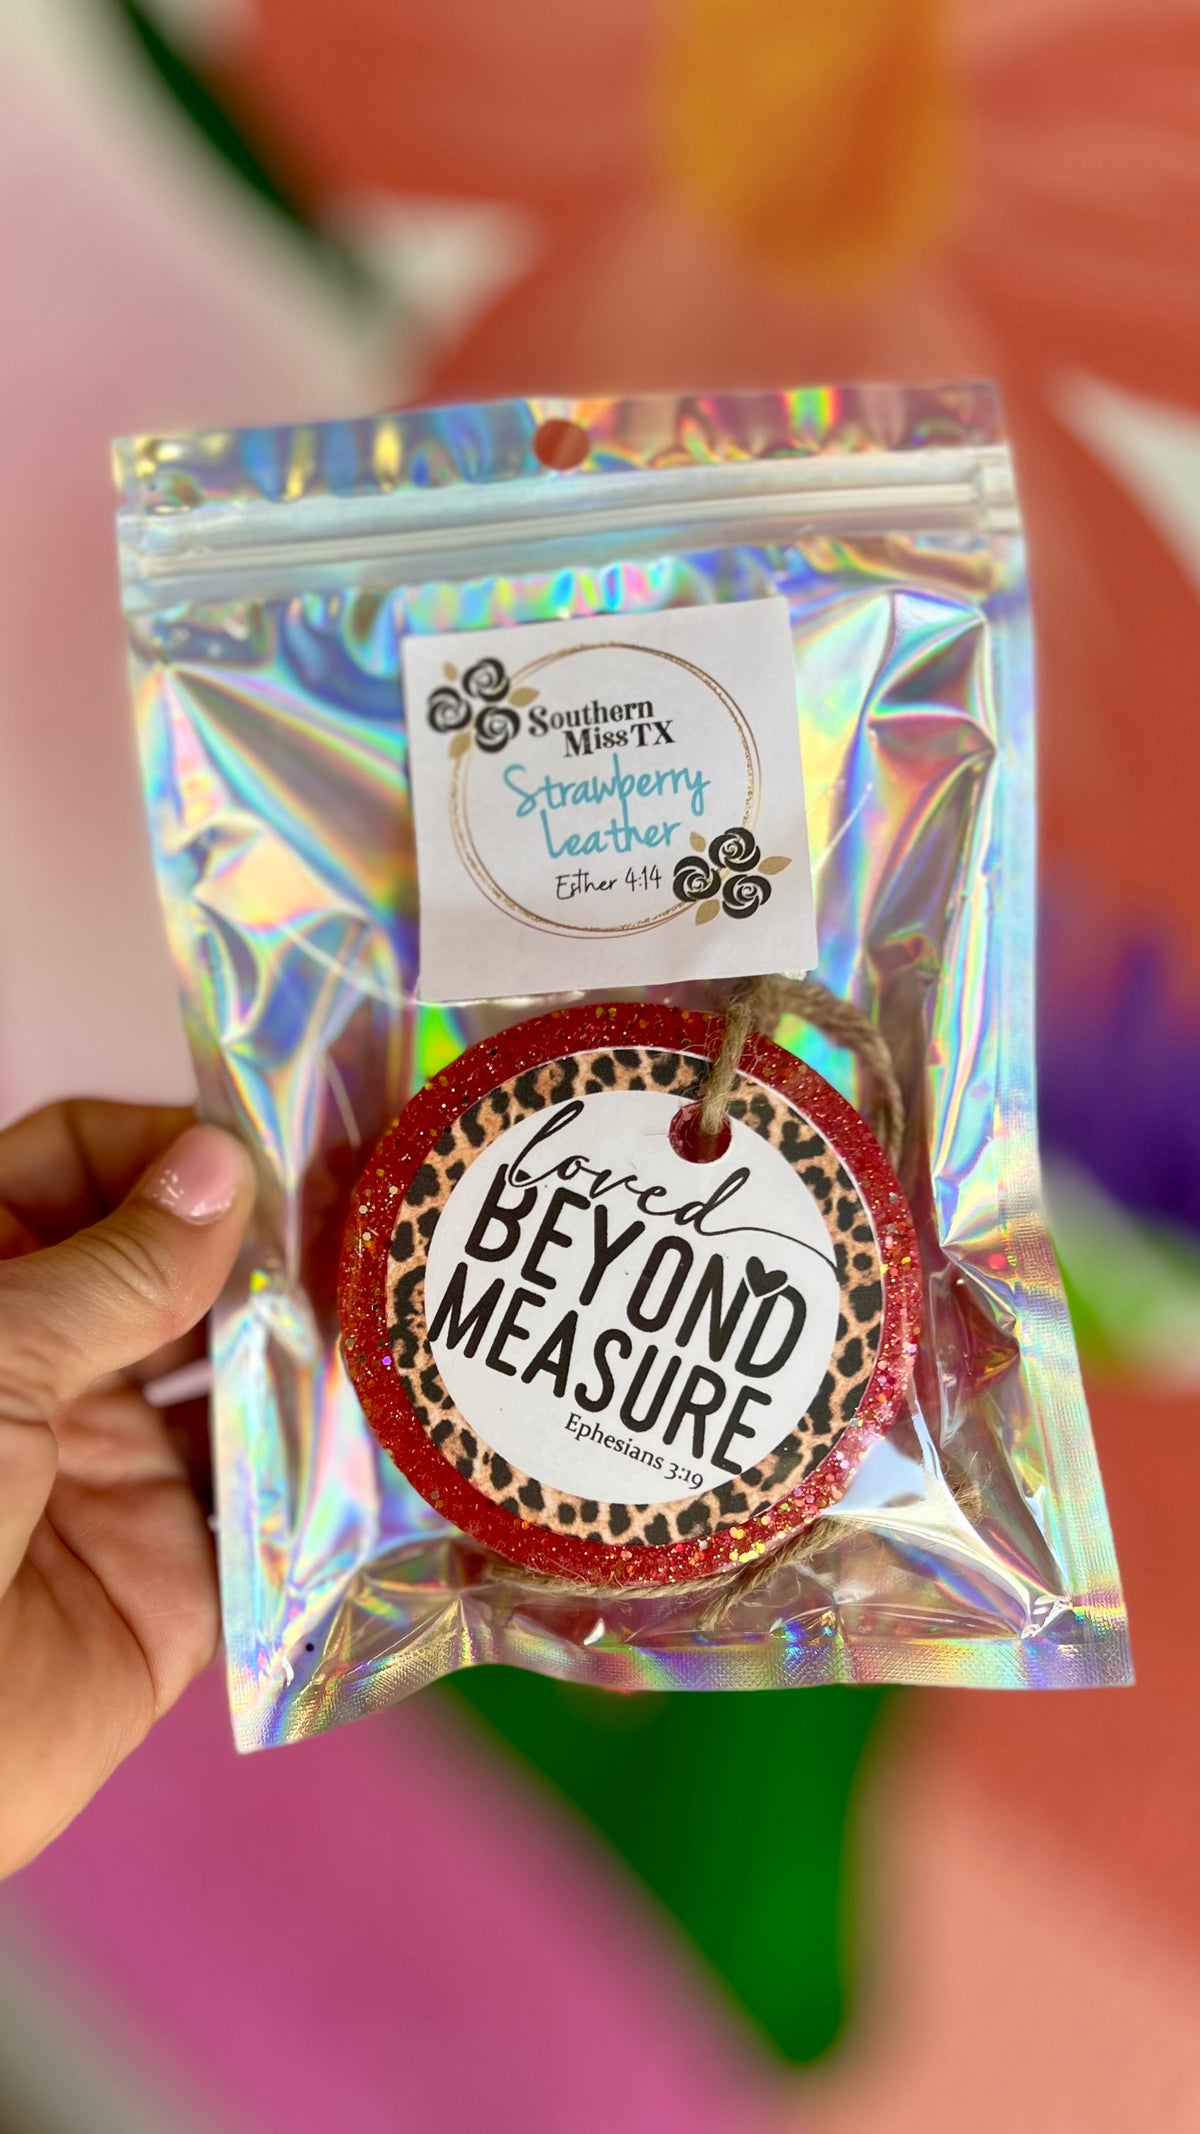 Southern
Miss TX
Strawberry
Leather
Esther 4:14
loved
BEYOND
MEASURE
Ephesians 3:19